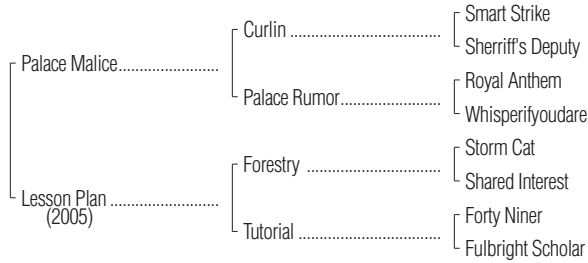 Smart Strike
Curlin
Sherriff's Deputy
Palace Malice
Royal Anthem
Palace Rumor
Whisperifyoudare
Storm Cat
Forestry
Shared Interest
Lesson Plan
(2005)
Forty Niner
Tutorial
Fulbright Scholar